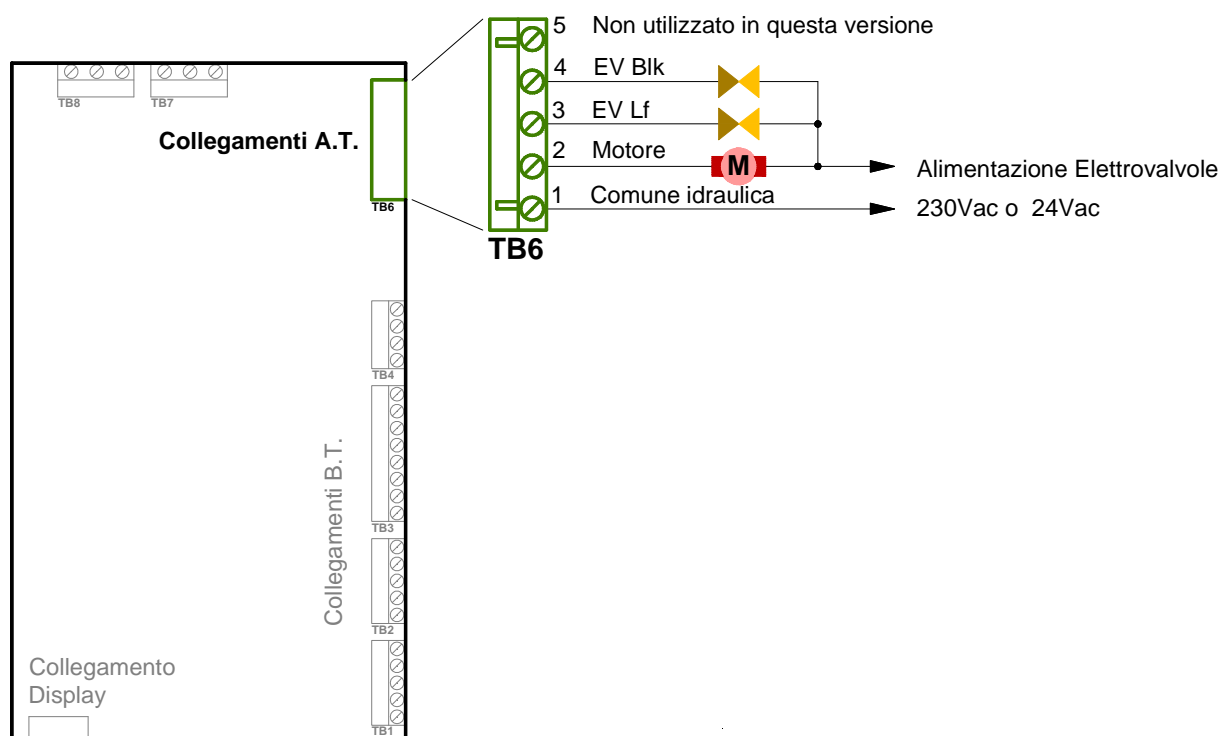 5 Non utilizzato in questa versione
4 EV Blk
3 EV Lf
2 Motore
M
1 Comune idraulica
TB6
Alimentazione Elettrovalvole
230Vac o 24Vac
TB8
TB7
Collegamenti A.T.
TB6
TB4
Collegamenti B.T.
TB3
TB2
Collegamento
Display
TB1